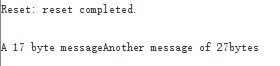 Reset: reset completed.
A 17 byte messageAnother message of 27bytes